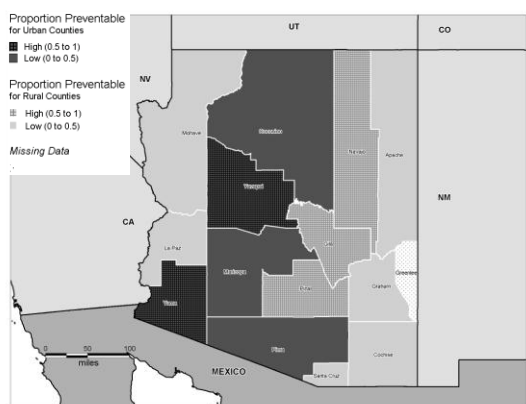 Proportion Preventable
for Urban Counties
High (0.5 to 1)
Low (0 to 0.5)
Proportion Preventable
for Rural Counties
High (0.5 to 1)
Low (0 to 0.5)
Missing Data
UT
CO
NV
Mohave
Coconino
Navajo
Apache
Yavapai
CA
NM
La Paz
Gila
Maricopa
Greenlee
Pinal
Graham
Yuma
Pima
Cochise
Santa Cruz
0 50 100
miles
MEXICO